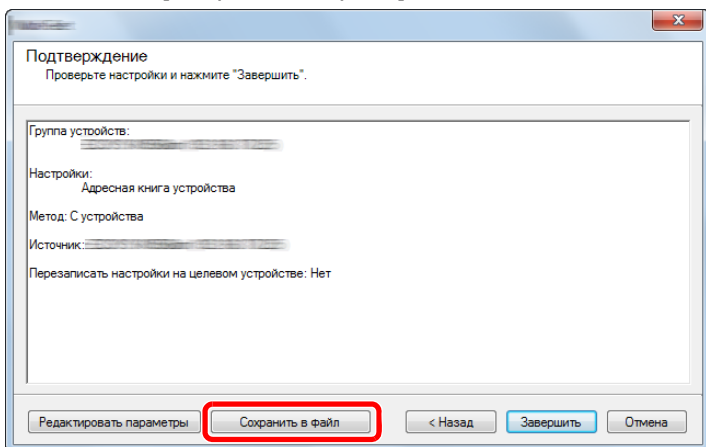 Подтверждение
Проверьте настройки и нажмите "Завершить".
Группа устройств:
Настройки:
Адресная книга устройства
Метод: С устройства
Источник:
Перезаписать настройки на целевом устройстве: Нет
Редактировать параметры Сохранить в файл < Назад Завершить Отмена